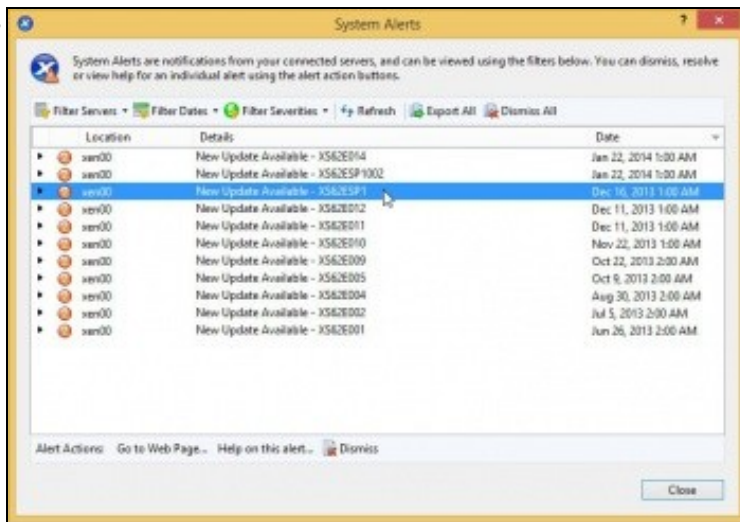 System Alerts
System Alerts are notifications from your connected servers, and can be viewed using the filters below. You can dismiss, resolve
or view help for an individual alert using the alert action buttons.
Filter Servers Filter Dates Filter Severities Refresh Export All Dismiss All
Location Details Date
xen00 New Update Available - XS62E014 Jan 22, 2014 1:00 AM
xen00 New Update Available - XS62ESP1002 Jan 22, 2014 1:00 AM
xen00 New Update Available - XS62ESP1 Dec 16, 2013 1:00 AM
xen00 New Update Available - XS62E012 Dec 11, 2013 1:00 AM
xen00 New Update Available - XS62E011 Dec 11, 2013 1:00 AM
xen00 New Update Available - XS62E010 Nov 22, 2013 1:00 AM
xen00 New Update Available - XS62E009 Oct 22, 2013 2:00 AM
xen00 New Update Available - XS62E005 Oct 9, 2013 2:00 AM
xen00 New Update Available - XS62E004 Aug 30, 2013 2:00 AM
xen00 New Update Available - XS62E002 Jul 5, 2013 2:00 AM
xen00 New Update Available - XS62E001 Jun 26, 2013 2:00 AM
Alert Actions: Go to Web Page... Help on this alert... Dismiss
Close